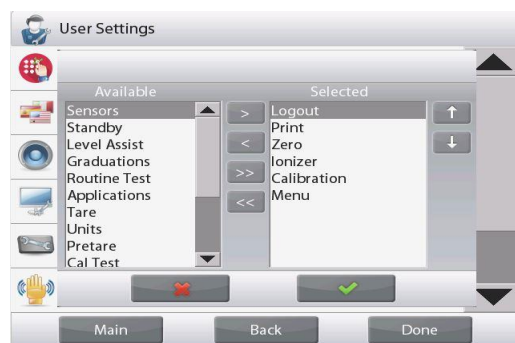 User Settings
Available
Selected
Sensors
Standby
Level Assist
Graduations
Routine Test
Applications
Tare
Units
Pretare
Cal Test
>
<
>>
<<
Logout
Print
Zero
Ionizer
Calibration
Menu
Main
Back
Done